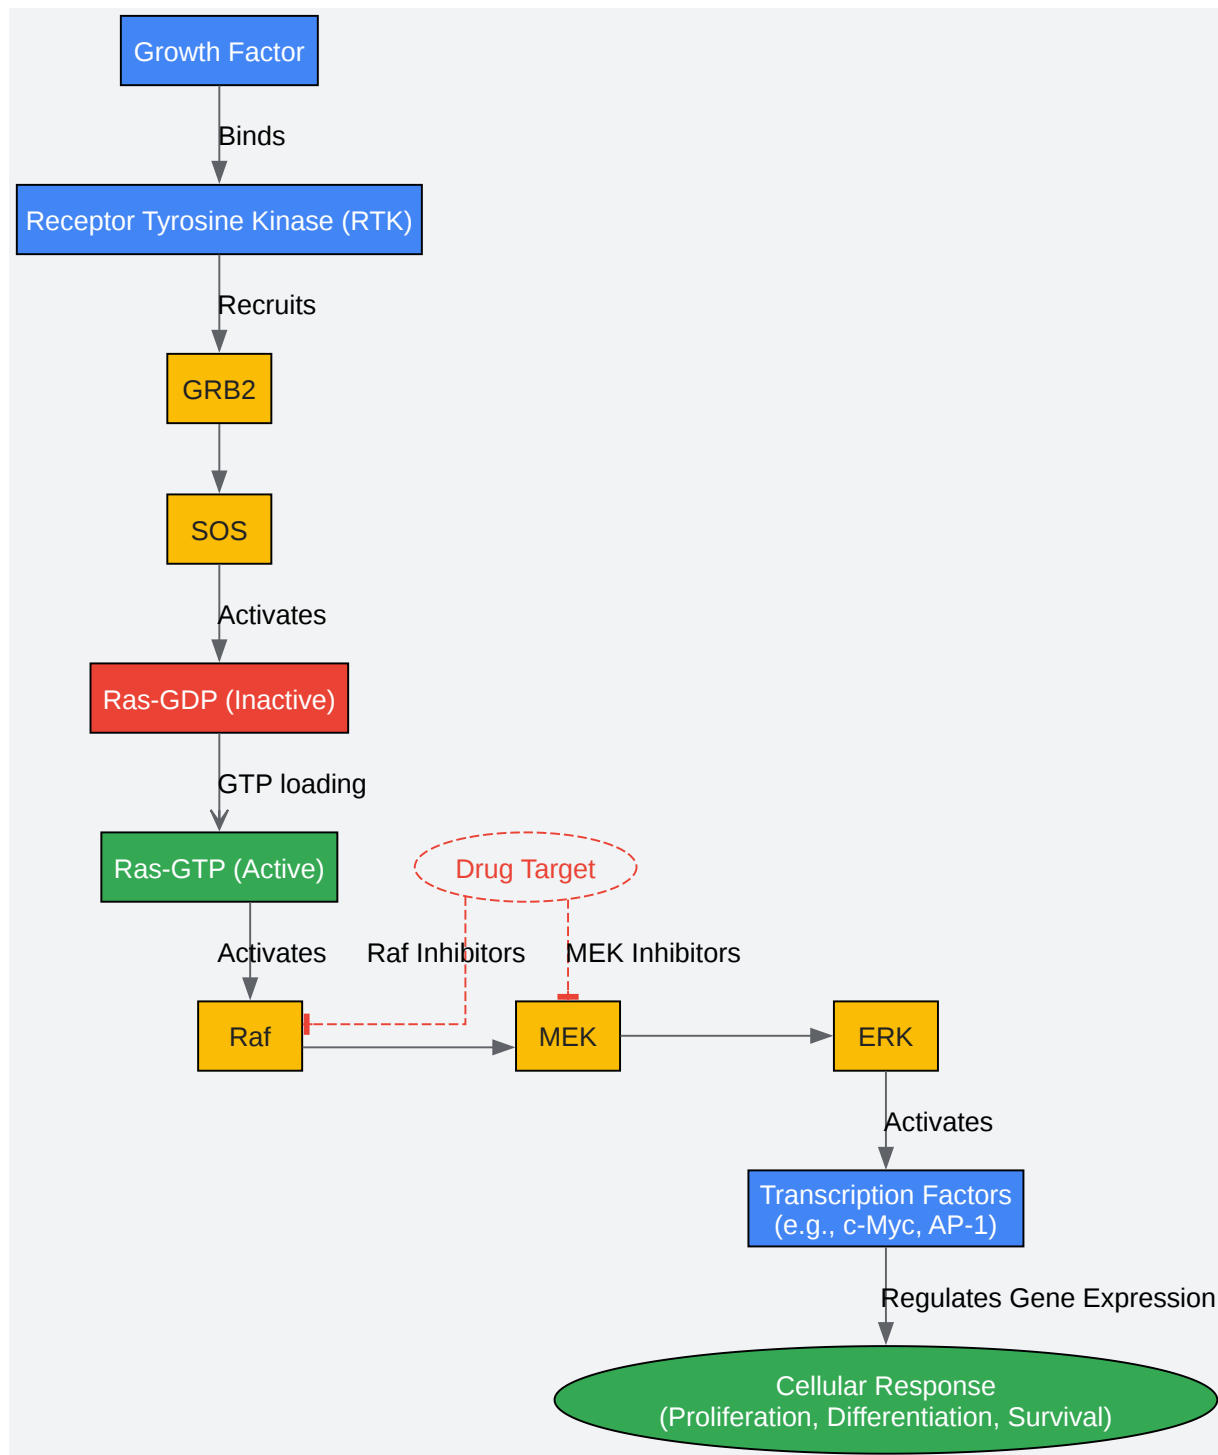 Growth Factor
Binds
Receptor Tyrosine Kinase (RTK)
Recruits
GRB2
SOS
Activates
Ras-GDP (Inactive)
GTP loading
Ras-GTP (Active)
Drug Target
Activates
Raf Inhibitors
MEK Inhibitors
Raf
MEK
ERK
Activates
Transcription Factors
(e.g., c-Myc, AP-1)
Regulates Gene Expression
Cellular Response
(Proliferation, Differentiation, Survival)